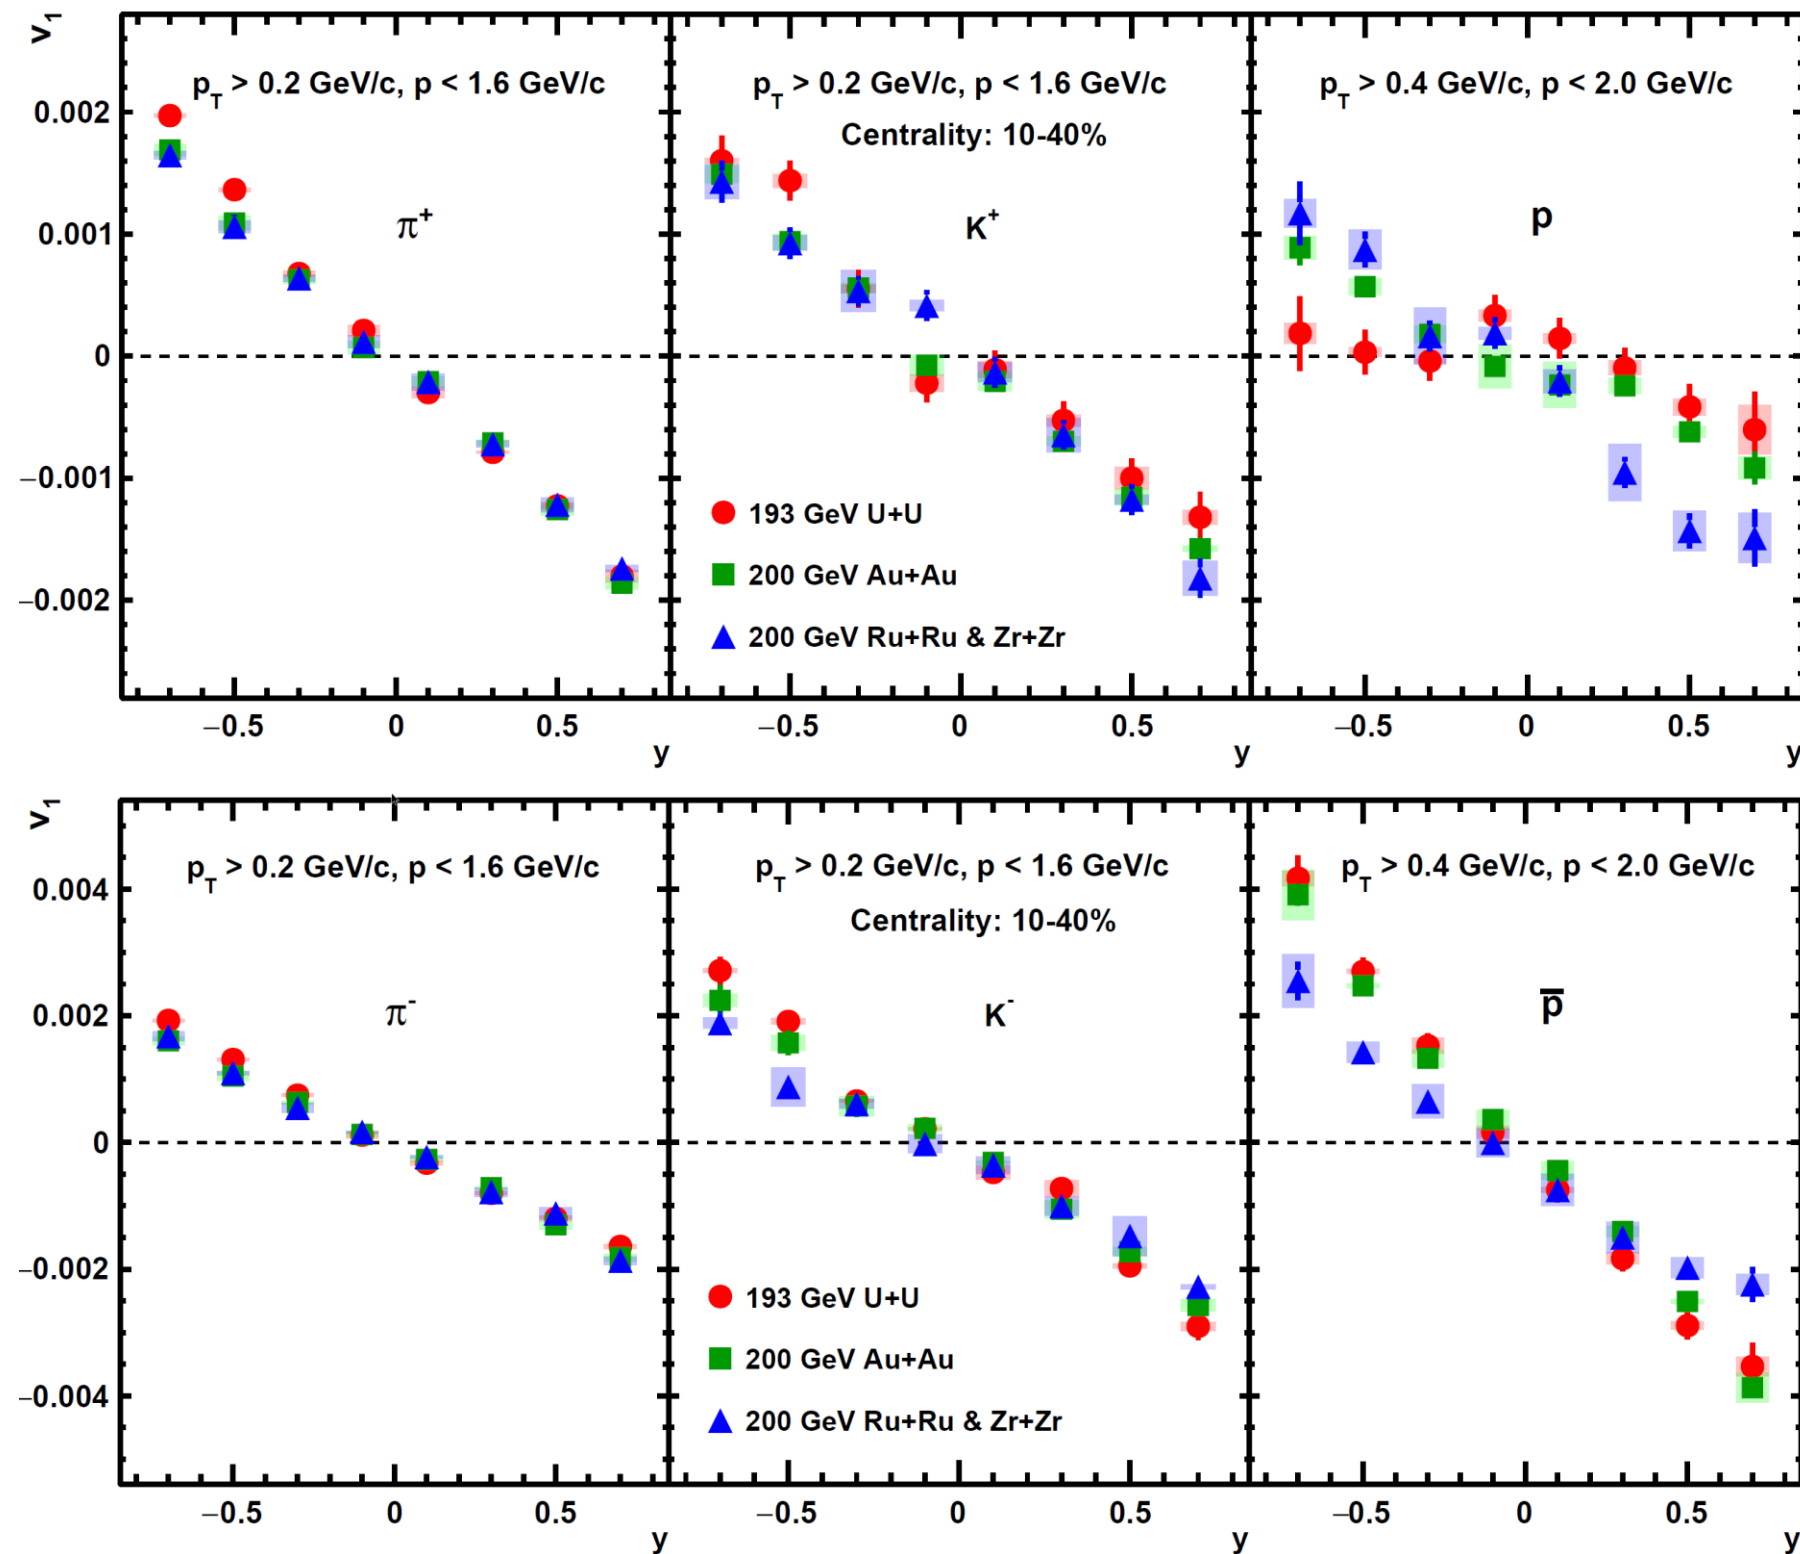 v1
pT > 0.2 GeV/c, p < 1.6 GeV/c
pT > 0.2 GeV/c, p < 1.6 GeV/c
pT > 0.4 GeV/c, p < 2.0 GeV/c
Centrality: 10-40%
π+
K+
p
0.002
0.001
0
−0.001
−0.002
193 GeV U+U
200 GeV Au+Au
200 GeV Ru+Ru & Zr+Zr
−0.5 0 0.5
−0.5 0 0.5
−0.5 0 0.5
y
y
y
v1
pT > 0.2 GeV/c, p < 1.6 GeV/c
pT > 0.2 GeV/c, p < 1.6 GeV/c
pT > 0.4 GeV/c, p < 2.0 GeV/c
Centrality: 10-40%
π-
K-
p̅
0.004
0.002
0
−0.002
−0.004
193 GeV U+U
200 GeV Au+Au
200 GeV Ru+Ru & Zr+Zr
−0.5 0 0.5
−0.5 0 0.5
−0.5 0 0.5
y
y
y